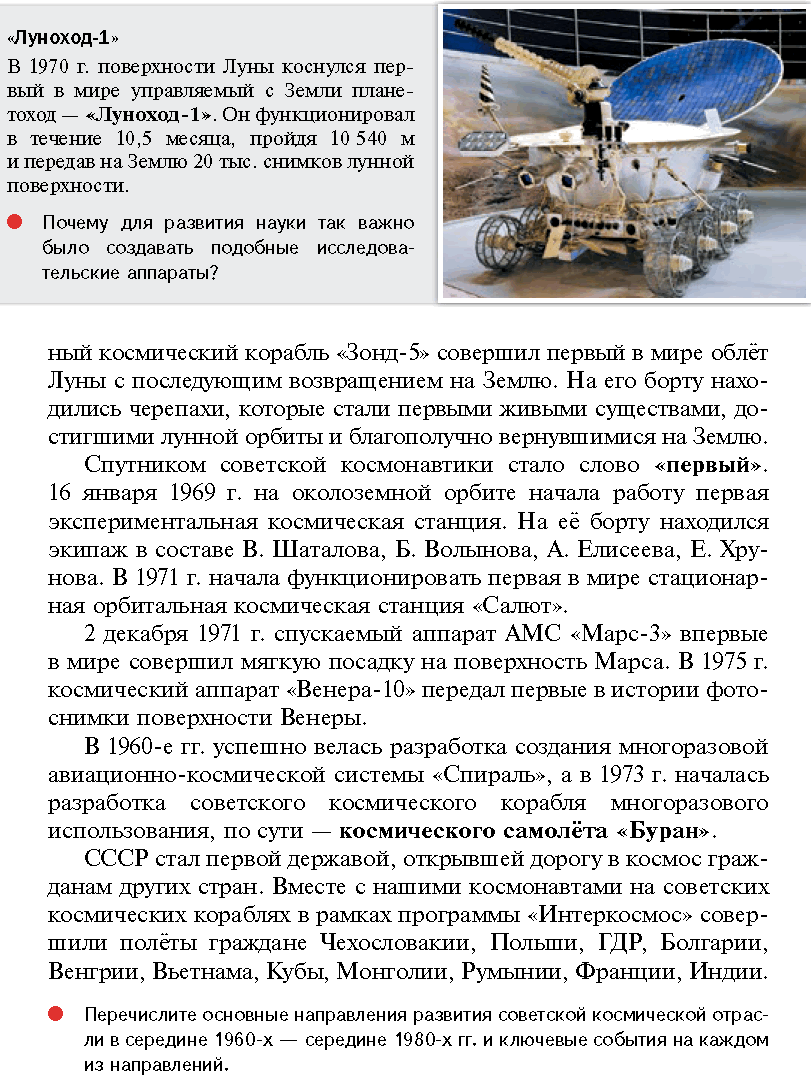 «Луноход-1»
В 1970 г. поверхности Луны коснулся пер-
вый в мире управляемый с Земли плане-
тоход — «Луноход-1». Он функционировал
в течение 10,5 месяца, пройдя 10 540 м
и передав на Землю 20 тыс. снимков лунной
поверхности.
Почему для развития науки так важно
было создавать подобные исследова-
тельские аппараты?
ный космический корабль «Зонд-5» совершил первый в мире облёт
Луны с последующим возвращением на Землю. На его борту нахо-
дились черепахи, которые стали первыми живыми существами, до-
стигшими лунной орбиты и благополучно вернувшимися на Землю.
Спутником советской космонавтики стало слово «первый».
16 января 1969 г. на околоземной орбите начала работу первая
экспериментальная космическая станция. На её борту находился
экипаж в составе В. Шаталова, Б. Волынова, А. Елисеева, Е. Хру-
нова. В 1971 г. начала функционировать первая в мире стационар-
ная орбитальная космическая станция «Салют».
2 декабря 1971 г. спускаемый аппарат АМС «Марс-3» впервые
в мире совершил мягкую посадку на поверхность Марса. В 1975 г.
космический аппарат «Венера-10» передал первые в истории фото-
снимки поверхности Венеры.
В 1960-е гг. успешно велась разработка создания многоразовой
авиационно-космической системы «Спираль», а в 1973 г. началась
разработка советского космического корабля многоразового
использования, по сути — космического самолёта «Буран».
СССР стал первой державой, открывшей дорогу в космос граж-
данам других стран. Вместе с нашими космонавтами на советских
космических кораблях в рамках программы «Интеркосмос» совер-
шили полёты граждане Чехословакии, Польши, ГДР, Болгарии,
Венгрии, Вьетнама, Кубы, Монголии, Румынии, Франции, Индии.
Перечислите основные направления развития советской космической отрас-
ли в середине 1960-х — середине 1980-х гг. и ключевые события на каждом
из направлений.